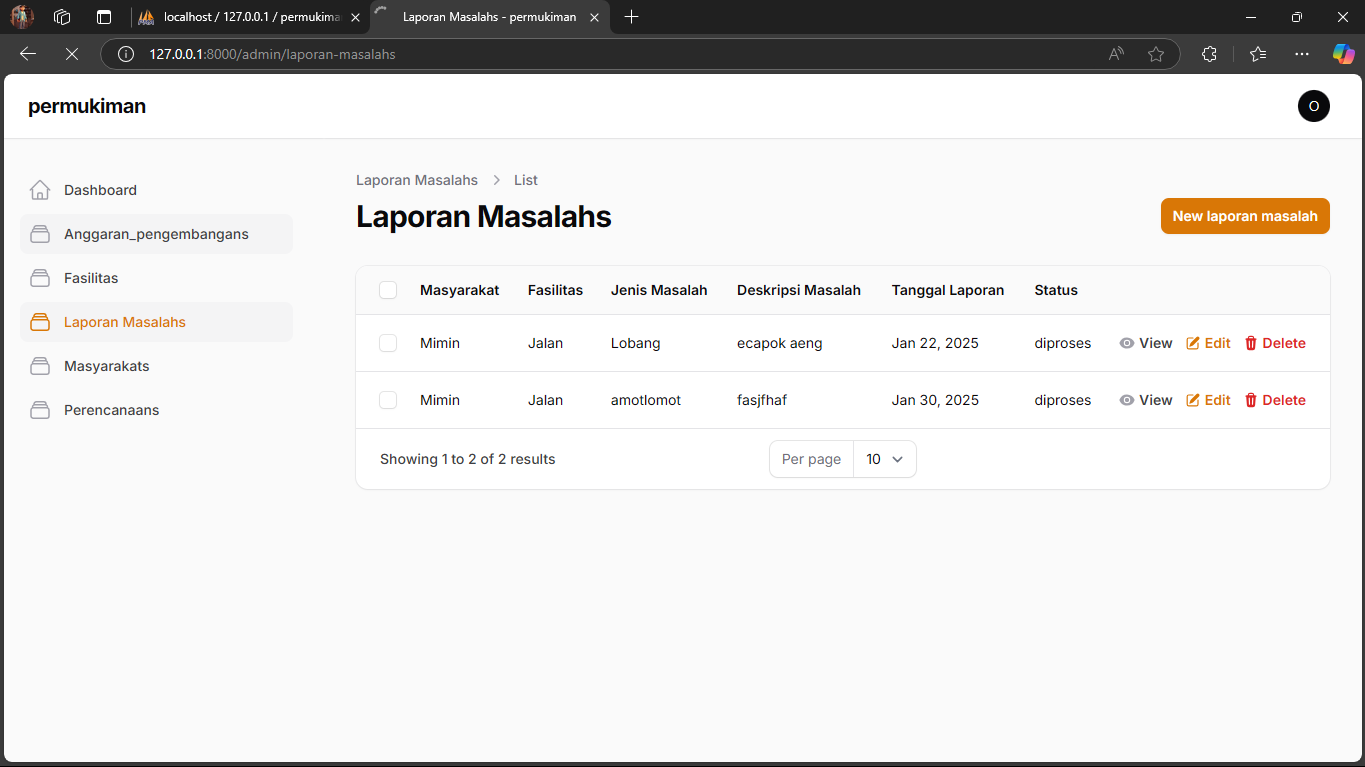 localhost / 127.0.0.1 / permukima
Laporan Masalahs - permukiman
127.0.0.1:8000/admin/laporan-masalahs
permukiman
O
Dashboard
Anggaran_pengembangans
Fasilitas
Laporan Masalahs
Masyarakats
Perencanaans
Laporan Masalahs > List
Laporan Masalahs
New laporan masalah
Masyarakat Fasilitas Jenis Masalah Deskripsi Masalah Tanggal Laporan Status
Mimin Jalan Lobang ecapok aeng Jan 22, 2025 diproses View Edit Delete
Mimin Jalan amotlomot fasjfhaf Jan 30, 2025 diproses View Edit Delete
Showing 1 to 2 of 2 results Per page 10